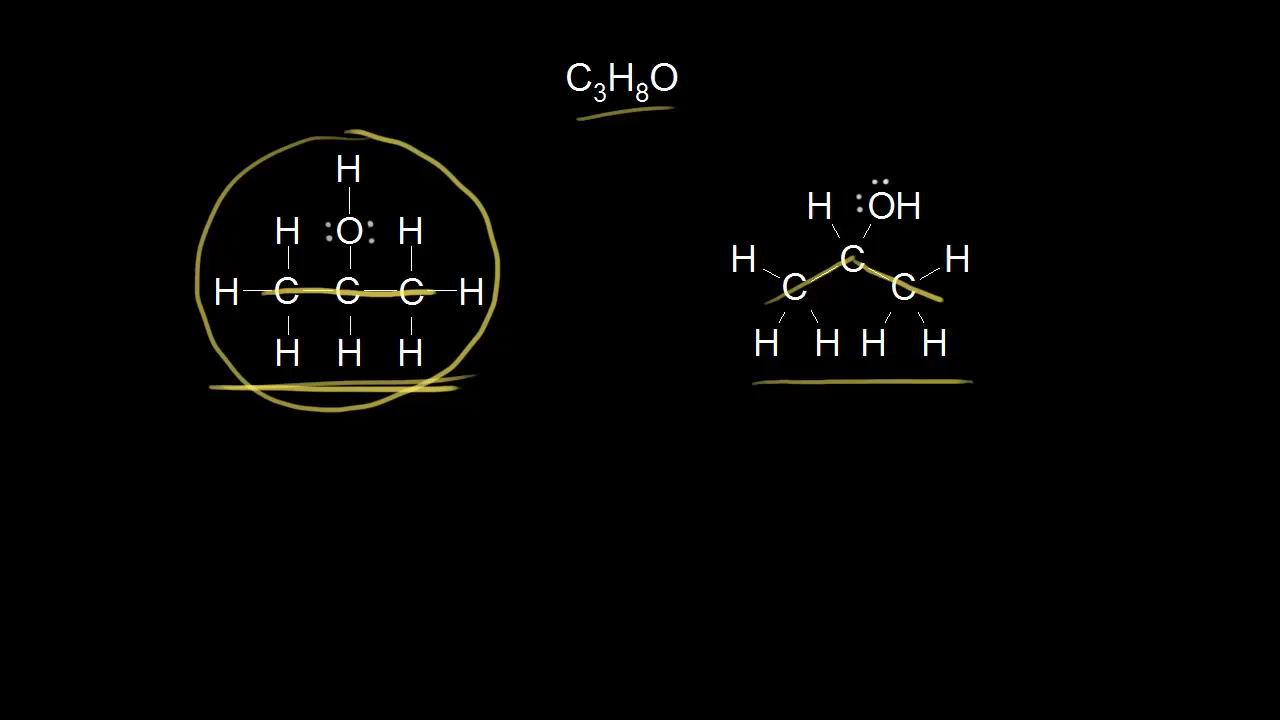 C₃H₈O
H
H :O: H
H C C C H
H H H
H :OH
H C H
C C
H H H H